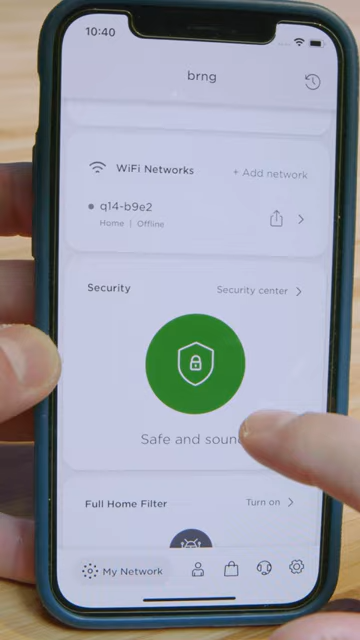 10:40
brng
WiFi Networks
+ Add network
q14-b9e2
Home | Offline
Security
Security center
Safe and soun
Full Home Filter
Turn on
My Network